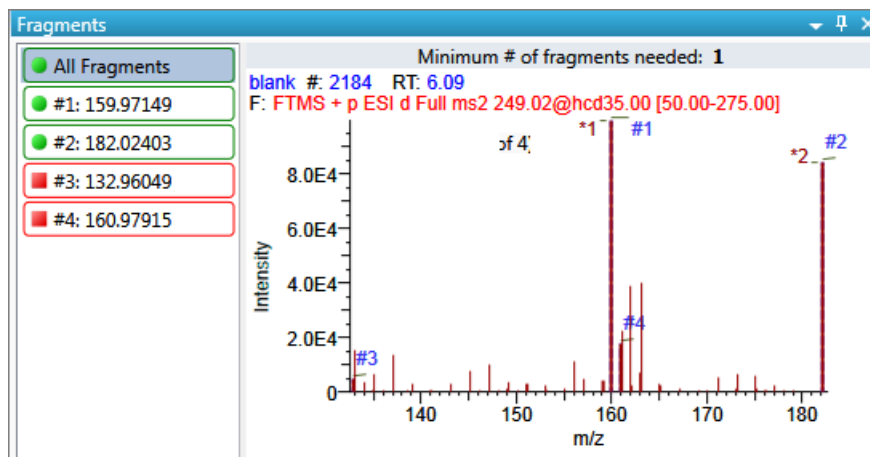 Fragments
All Fragments
#1: 159.97149
#2: 182.02403
#3: 132.96049
#4: 160.97915
Minimum # of fragments needed: 1
blank #: 2184 RT: 6.09
F: FTMS + p ESI d Full ms2 249.02@hcd35.00 [50.00-275.00]
*1
#1
of 4)
*2
#2
8.0E4
6.0E4
4.0E4
2.0E4
0
Intensity
#3
#4
140
150
160
170
180
m/z